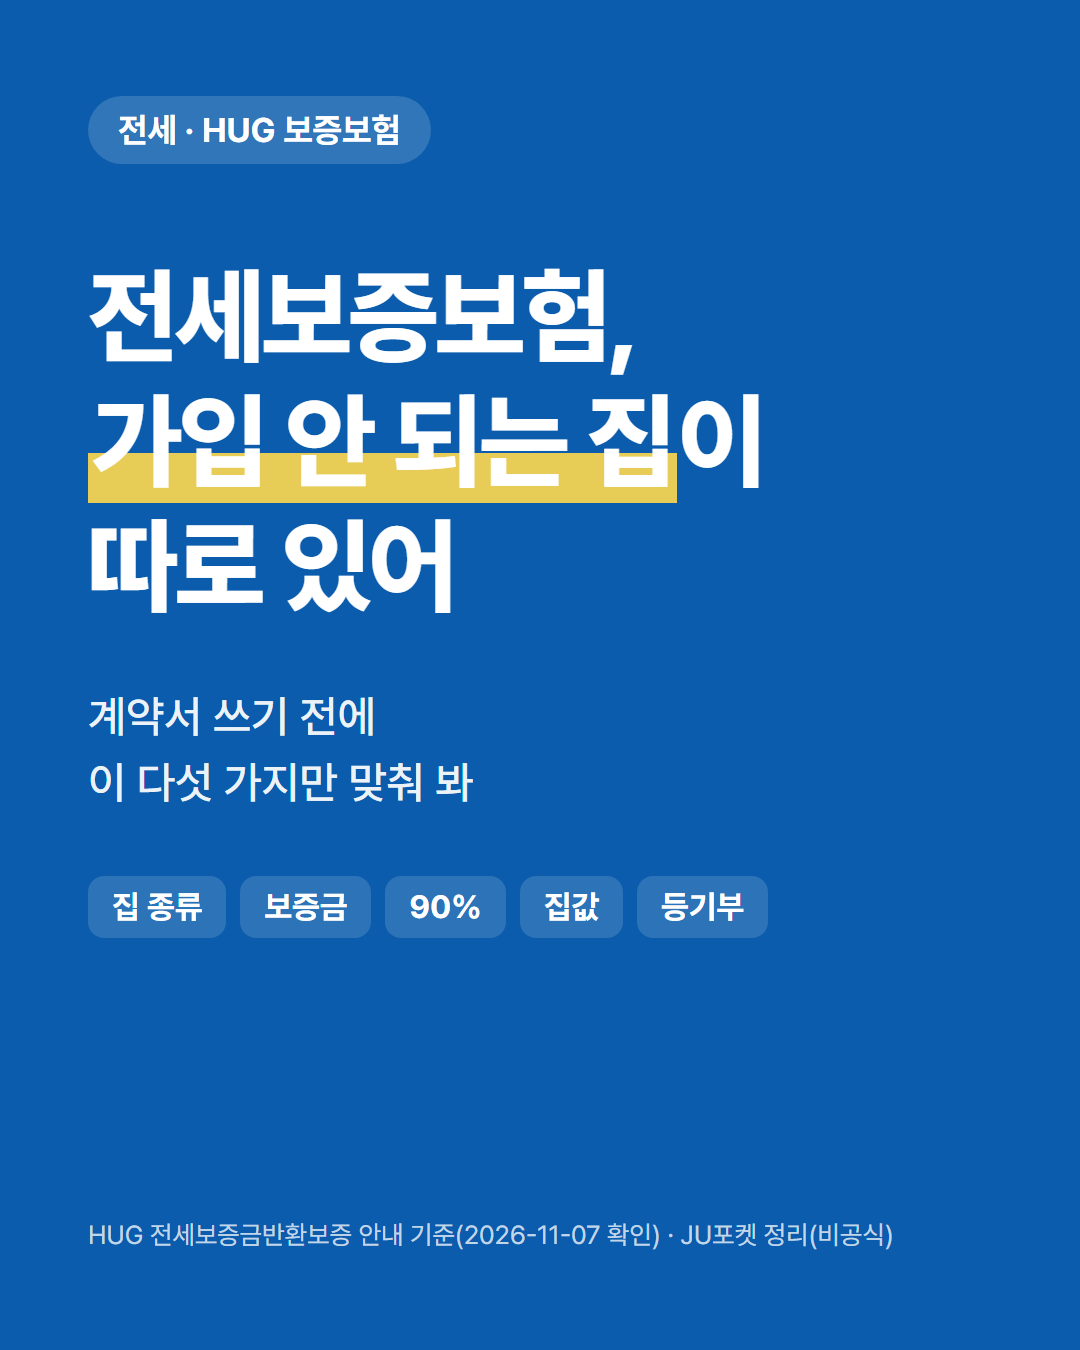 전세 · HUG 보증보험
전세보증보험,
가입 안 되는 집이
따로 있어
계약서 쓰기 전에
이 다섯 가지만 맞춰 봐
집 종류 보증금 90% 집값 등기부
HUG 전세보증금반환보증 안내 기준(2026-11-07 확인) · JU포켓 정리(비공식)